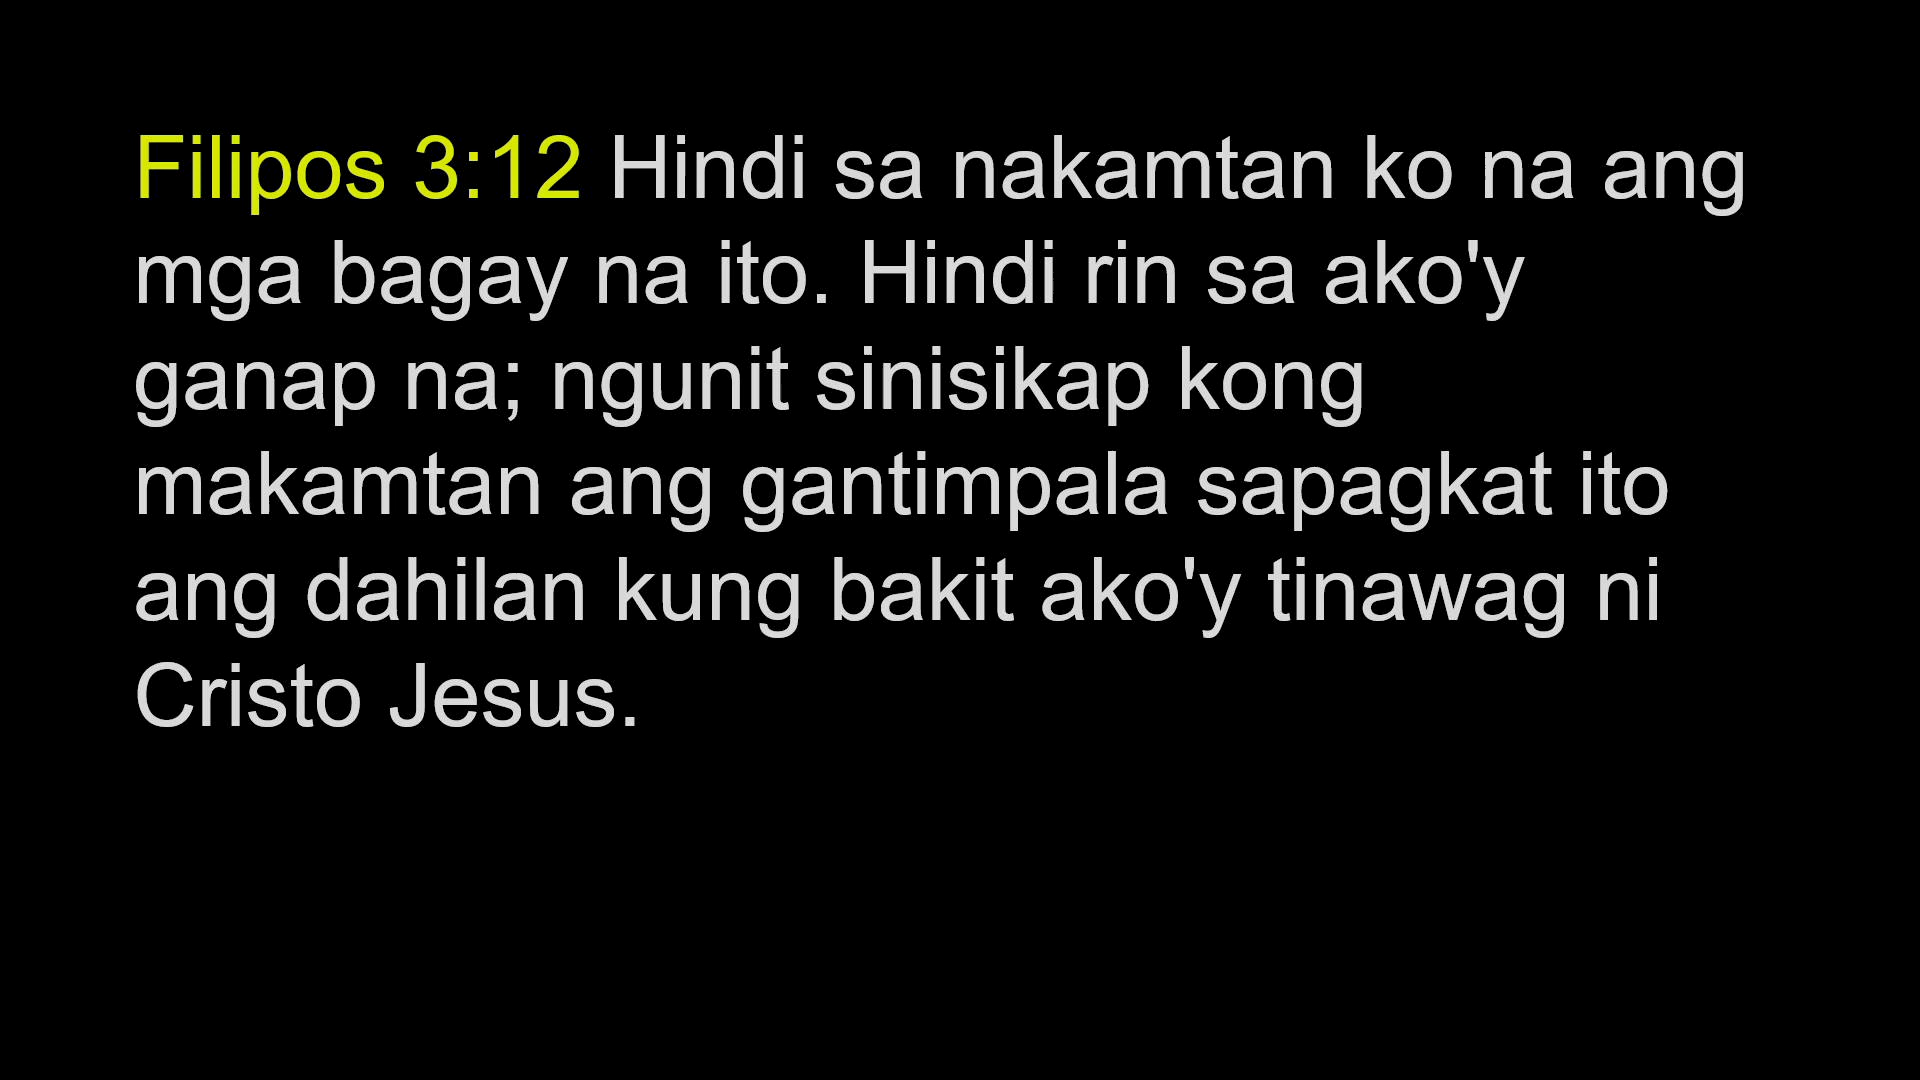 Filipos 3:12 Hindi sa nakamtan ko na ang
mga bagay na ito. Hindi rin sa ako'y
ganap na; ngunit sinisikap kong
makamtan ang gantimpala sapagkat ito
ang dahilan kung bakit ako'y tinawag ni
Cristo Jesus.